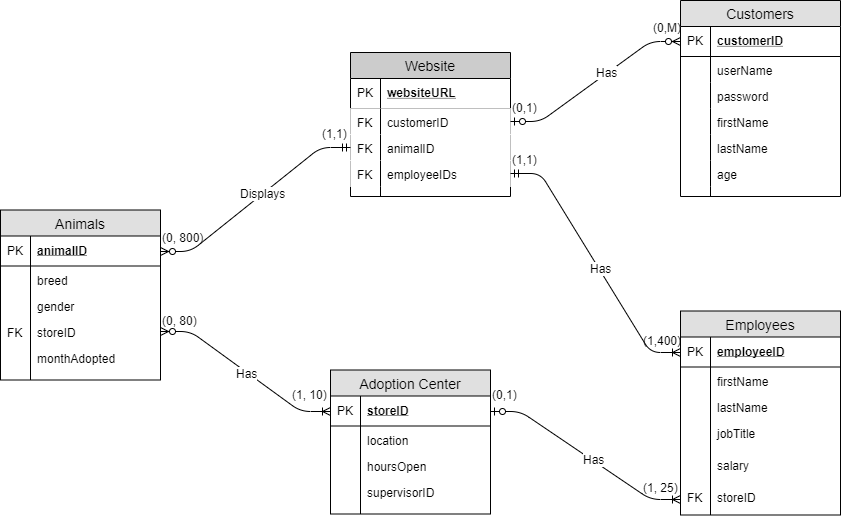 Customers
(0,M)
PK customerID
userName
password
firstName
lastName
age
Has
Website
PK websiteURL
(0,1)
FK customerID
(1,1)
FK animalID
(1,1)
FK employeeIDs
Displays
Animals
(0, 800)
PK animalID
breed
gender
(0, 80)
FK storeID
monthAdopted
Has
Has
Employees
(1,400)
PK employeeID
firstName
lastName
jobTitle
salary
(1, 25)
FK storeID
Adoption Center
(1, 10)
PK storeID
(0,1)
location
hoursOpen
supervisorID
Has